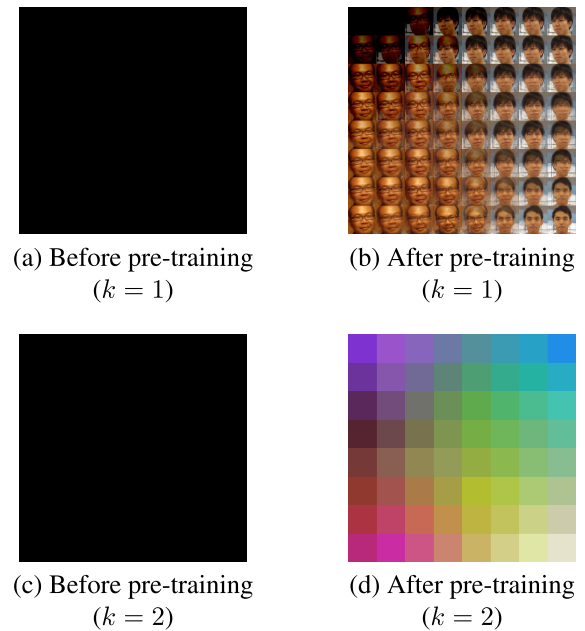 (a) Before pre-training
(k = 1)
(b) After pre-training
(k = 1)
(c) Before pre-training
(k = 2)
(d) After pre-training
(k = 2)